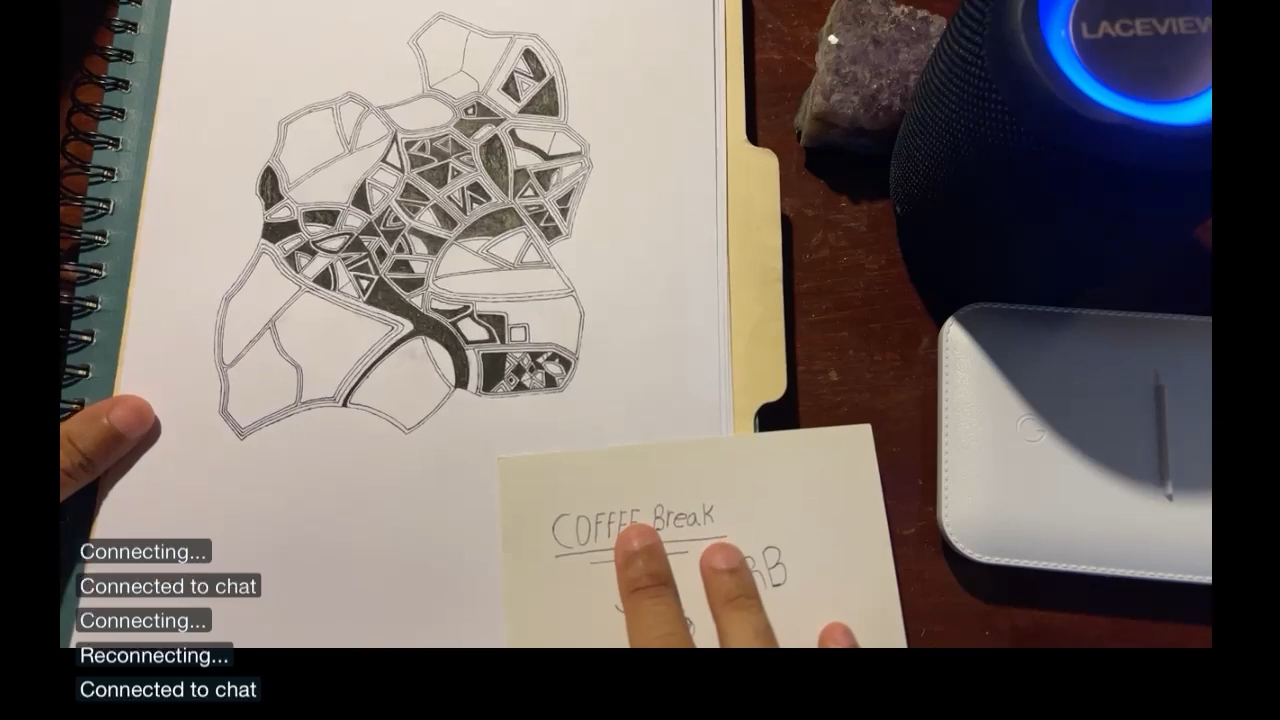 LACEVIEW
COFFEE Break
Connecting...
Connected to chat
Connecting...
Reconnecting...
Connected to chat